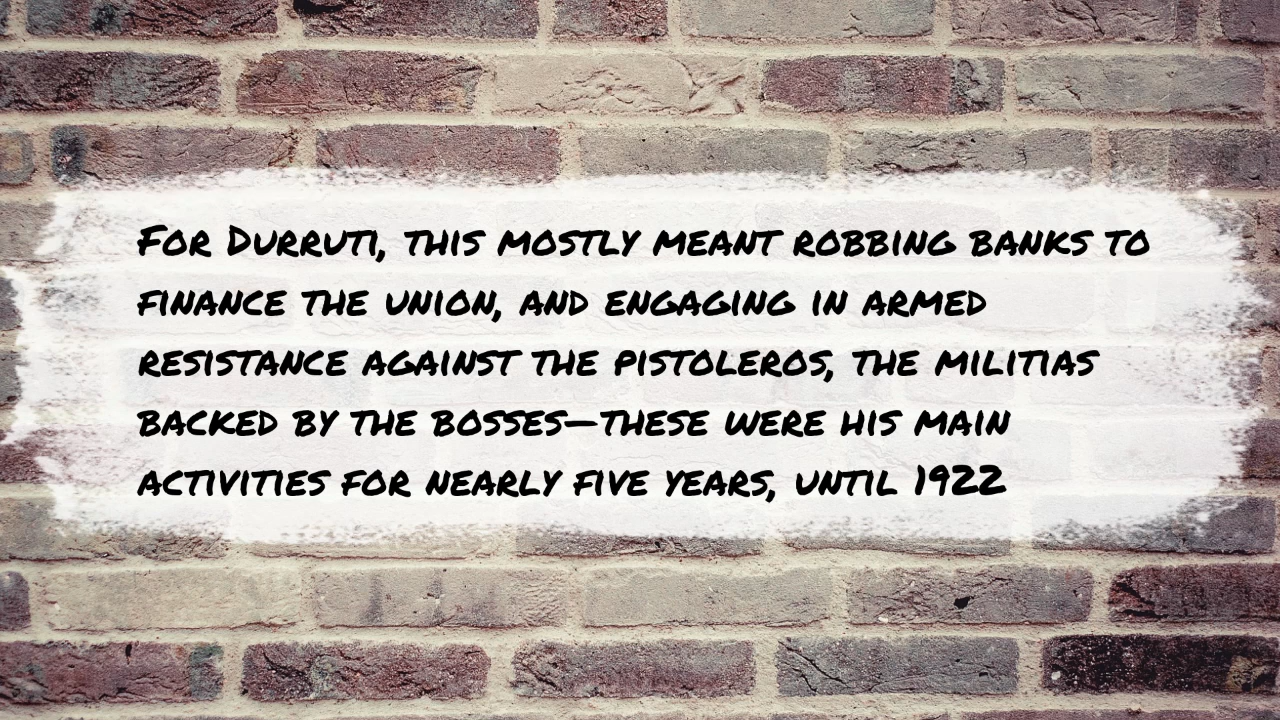 For Durruti, this mostly meant robbing banks to
finance the union, and engaging in armed
resistance against the pistoleros, the militias
backed by the bosses—these were his main
activities for nearly five years, until 1922